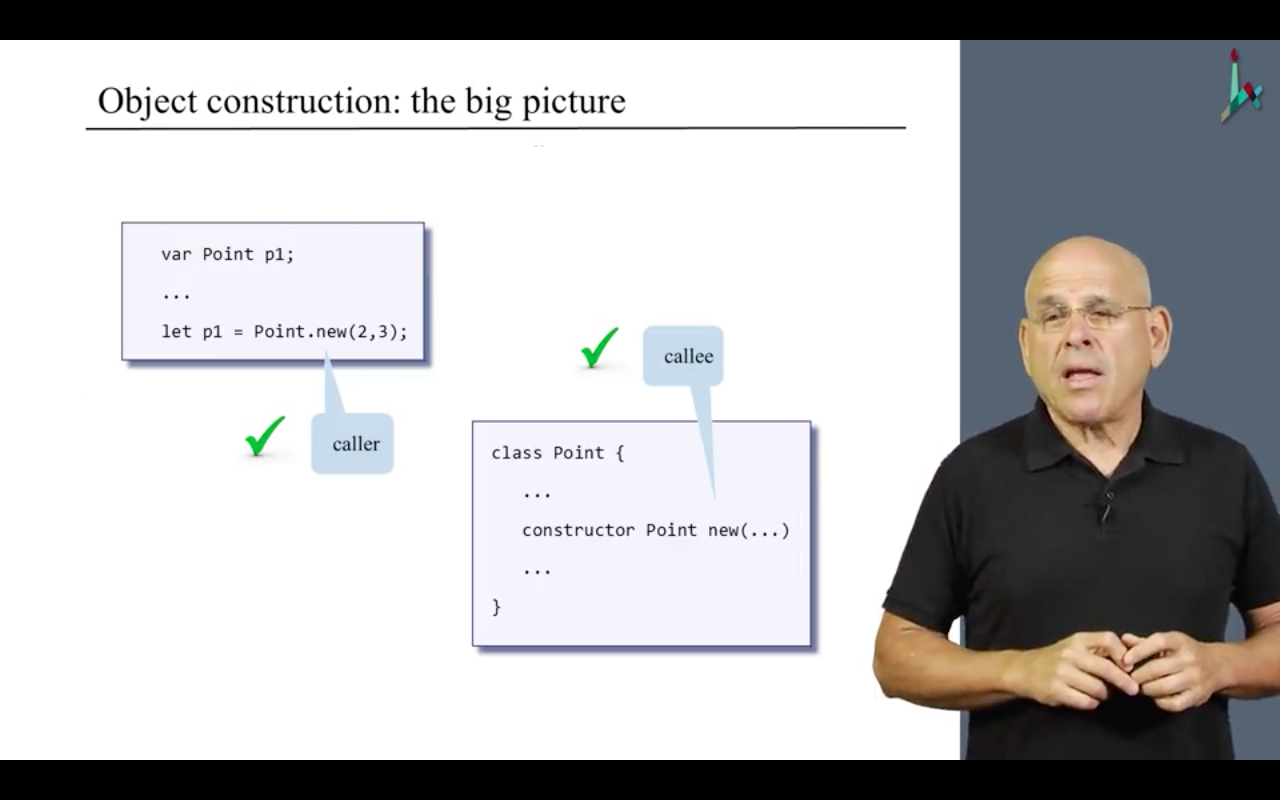 Object construction: the big picture
var Point p1;
...
let p1 = Point.new(2,3);
caller
callee
class Point {
...
constructor Point new(...)
...
}